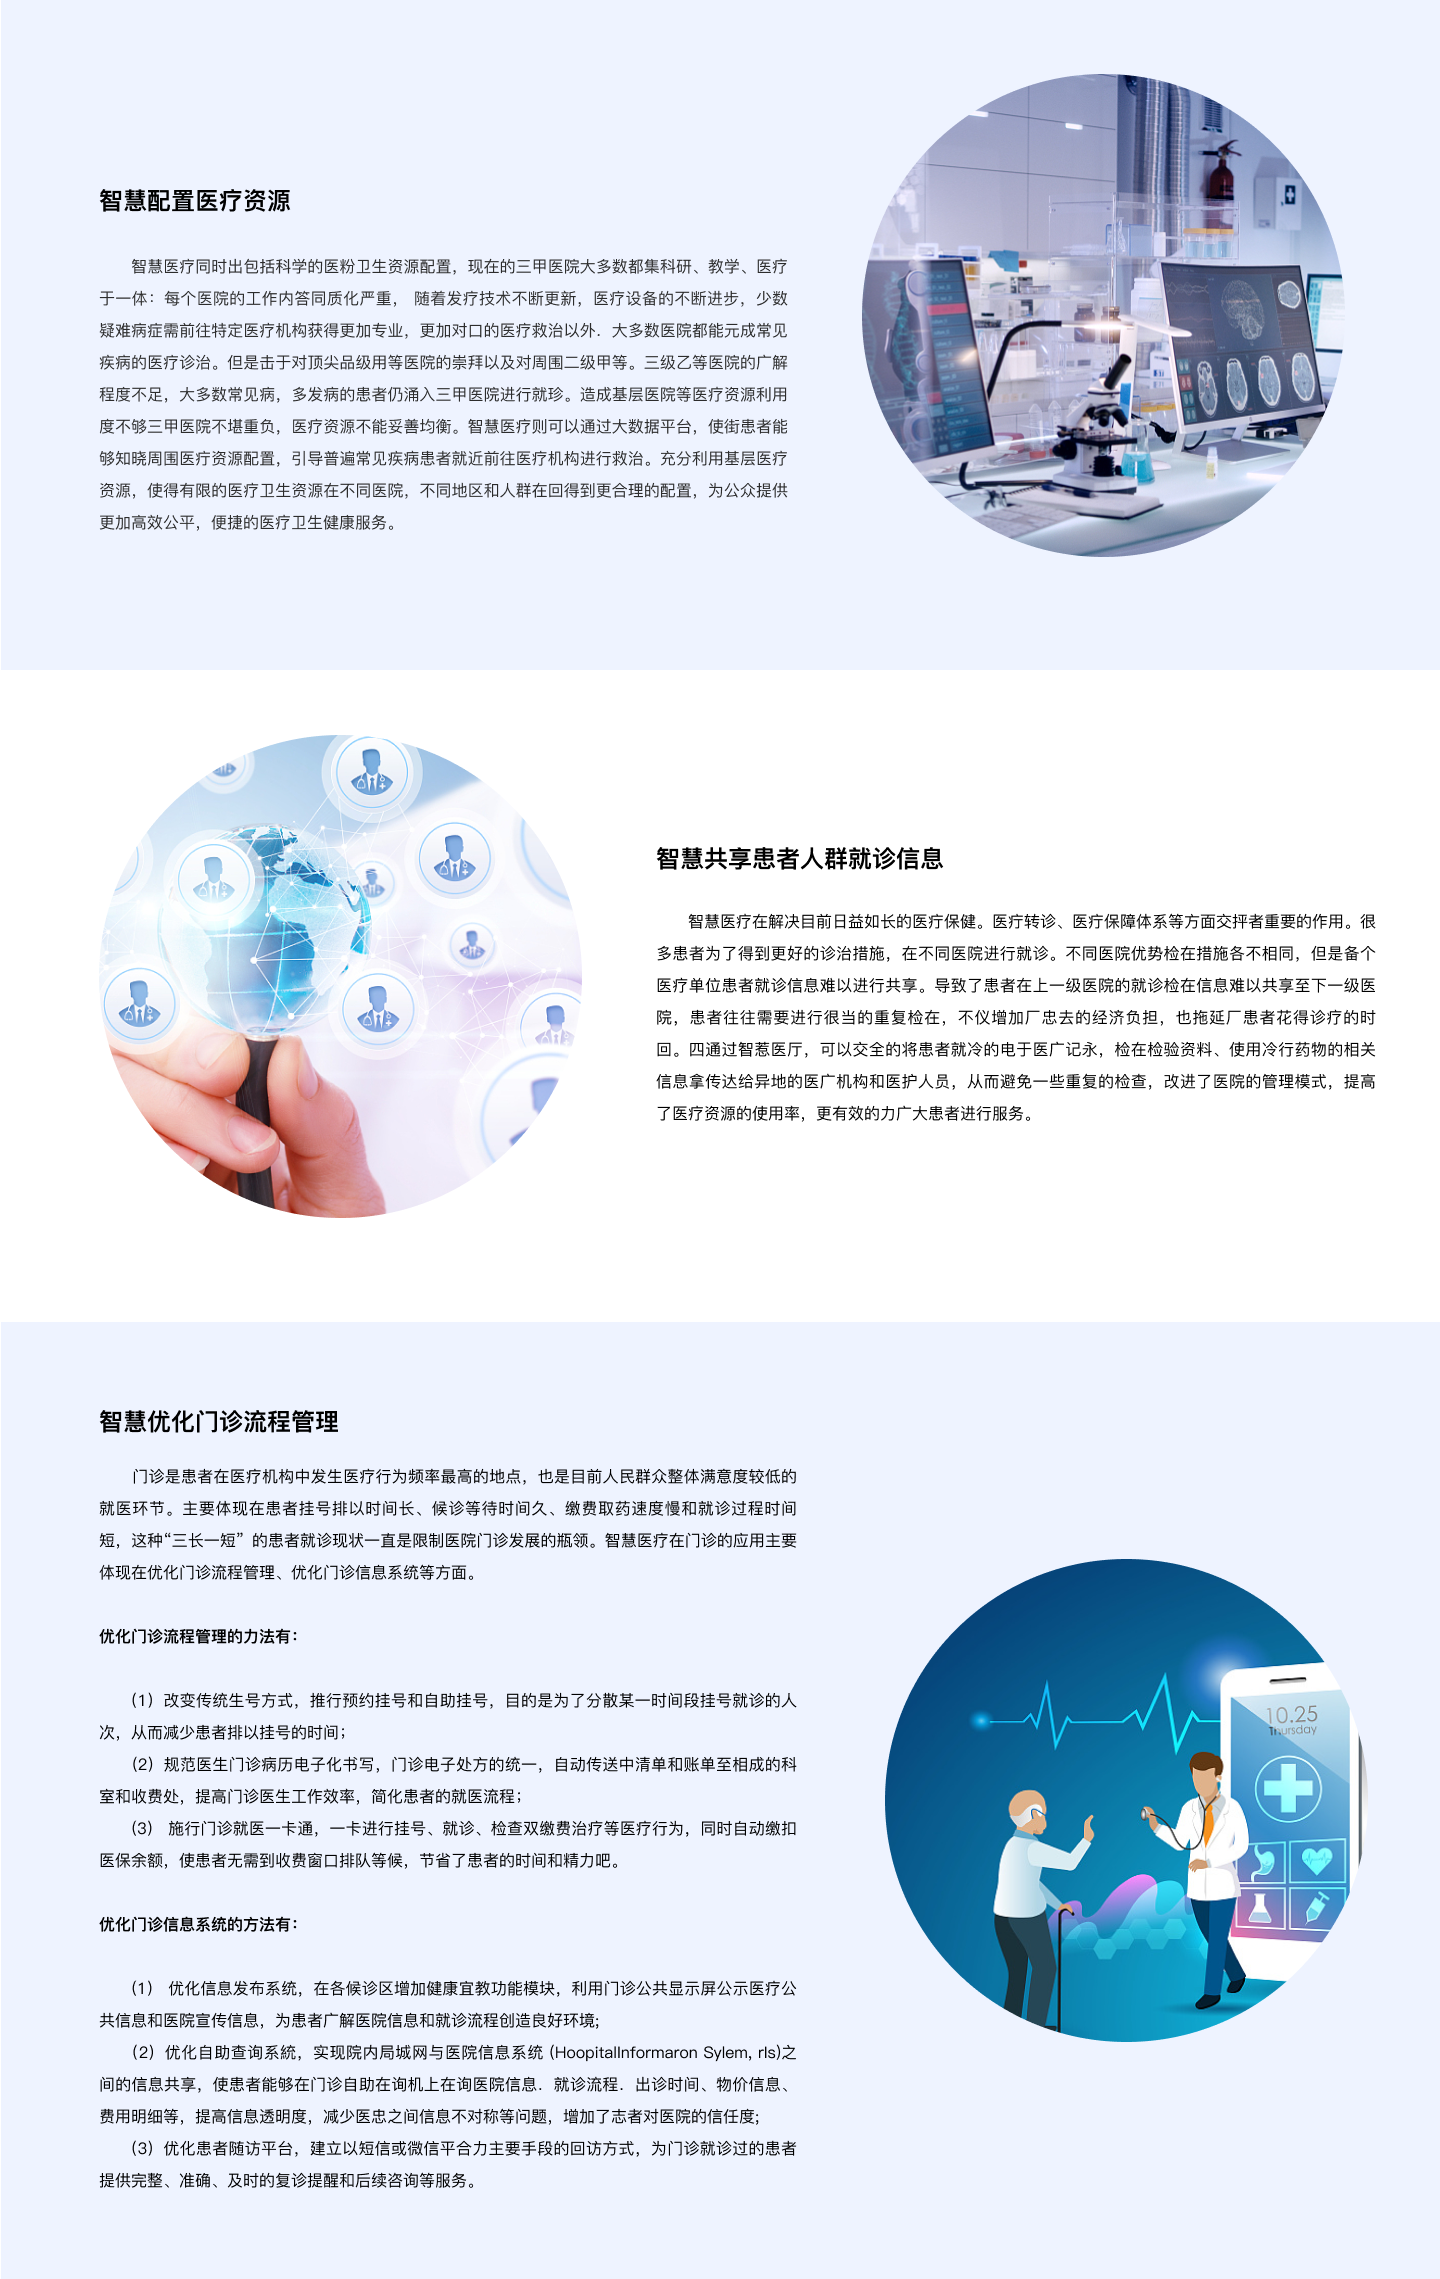 智慧配置医疗资源
智慧医疗同时出包括科学的医粉卫生资源配置，现在的三甲医院大多数都集科研、教学、医疗
于一体：每个医院的工作内答同质化严重， 随着发疗技术不断更新，医疗设备的不断进步，少数
疑难病症需前往特定医疗机构获得更加专业，更加对口的医疗救治以外．大多数医院都能元成常见
疾病的医疗诊治。但是击于对顶尖品级用等医院的崇拜以及对周围二级甲等。三级乙等医院的广解
程度不足，大多数常见病，多发病的患者仍涌入三甲医院进行就珍。造成基层医院等医疗资源利用
度不够三甲医院不堪重负，医疗资源不能妥善均衡。智慧医疗则可以通过大数据平台，使街患者能
够知晓周围医疗资源配置，引导普遍常见疾病患者就近前往医疗机构进行救治。充分利用基层医疗
资源，使得有限的医疗卫生资源在不同医院，不同地区和人群在回得到更合理的配置，为公众提供
更加高效公平，便捷的医疗卫生健康服务。
智慧共享患者人群就诊信息
智慧医疗在解决目前日益如长的医疗保健。医疗转诊、医疗保障体系等方面交抨者重要的作用。很
多患者为了得到更好的诊治措施，在不同医院进行就诊。不同医院优势检在措施各不相同，但是备个
医疗单位患者就诊信息难以进行共享。导致了患者在上一级医院的就诊检在信息难以共享至下一级医
院，患者往往需要进行很当的重复检在，不仪增加厂忠去的经济负担，也拖延厂患者花得诊疗的时
回。四通过智惹医厅，可以交全的将患者就冷的电于医广记永，检在检验资料、使用冷行药物的相关
信息拿传达给异地的医广机构和医护人员，从而避免一些重复的检查，改进了医院的管理模式，提高
了医疗资源的使用率，更有效的力广大患者进行服务。
智慧优化门诊流程管理
门诊是患者在医疗机构中发生医疗行为频率最高的地点，也是目前人民群众整体满意度较低的
就医环节。主要体现在患者挂号排以时间长、候诊等待时间久、缴费取药速度慢和就诊过程时间
短，这种“三长一短”的患者就诊现状一直是限制医院门诊发展的瓶领。智慧医疗在门诊的应用主要
体现在优化门诊流程管理、优化门诊信息系统等方面。
优化门诊流程管理的力法有：
（1）改变传统生号方式，推行预约挂号和自助挂号，目的是为了分散某一时间段挂号就诊的人
次，从而减少患者排以挂号的时间；
（2）规范医生门诊病历电子化书写，门诊电子处方的统一，自动传送中清单和账单至相成的科
室和收费处，提高门诊医生工作效率，简化患者的就医流程；
（3） 施行门诊就医一卡通，一卡进行挂号、就诊、检查双缴费治疗等医疗行为，同时自动缴扣
医保余额，使患者无需到收费窗口排队等候，节省了患者的时间和精力吧。
10.25
Thursday
优化门诊信息系统的方法有：
（1） 优化信息发布系统，在各候诊区增加健康宜教功能模块，利用门诊公共显示屏公示医疗公
共信息和医院宣传信息，为患者广解医院信息和就诊流程创造良好环境；
（2）优化自助查询系統，实现院内局城网与医院信息系统 (HoopitalInformaron Sylem, rIs)之
间的信息共享，使患者能够在门诊自助在询机上在询医院信息．就诊流程．出诊时间、物价信息、
费用明细等，提高信息透明度，减少医忠之间信息不对称等问题，增加了志者对医院的信任度；
（3）优化患者随访平台，建立以短信或微信平合力主要手段的回访方式，为门诊就诊过的患者
提供完整、准确、及时的复诊提醒和后续咨询等服务。